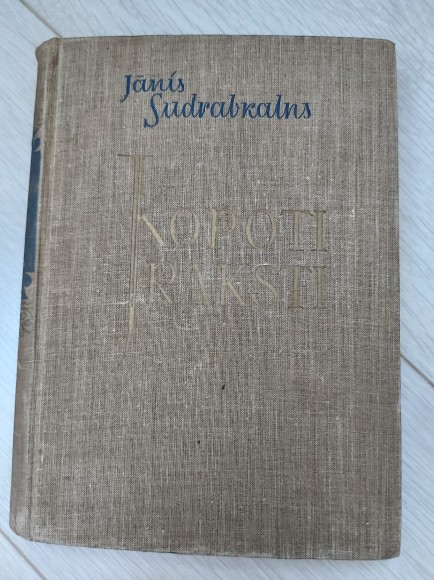 Jānis
Sudrabkalns
KOPOTI
RAKSTI